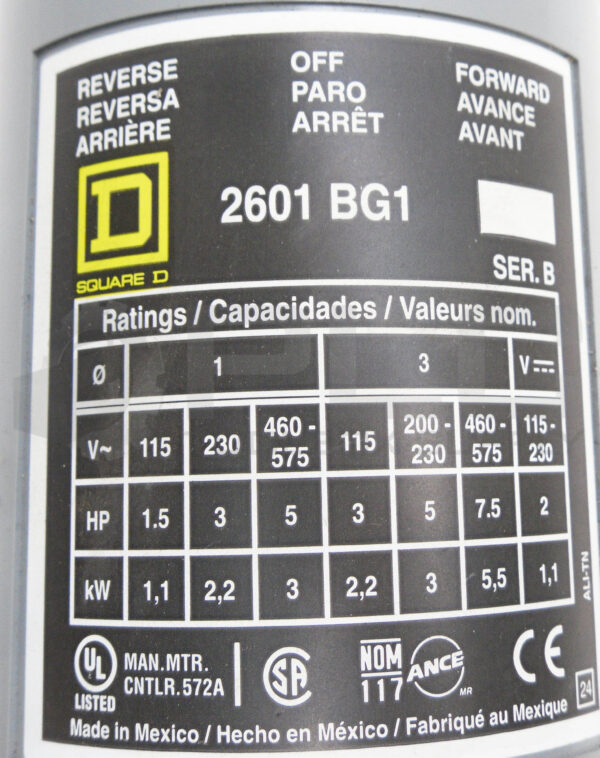 REVERSE
REVERSA
ARRIÈRE
OFF
PARO
ARRÊT
FORWARD
AVANCE
AVANT
D
SQUARE D
2601 BG1
SER. B
Ratings / Capacidades / Valeurs nom.
Ø 1 3 V⎓
V~ 115 230 460-575 115 200-230 460-575 115-230
HP 1.5 3 5 3 5 7.5 2
kW 1,1 2,2 3 2,2 3 5,5 1,1
ALI-TN
UL
LISTED
MAN.MTR.
CNTLR.572A
SA
NOM
117
ANCE
MR
CE
24
Made in Mexico / Hecho en México / Fabriqué au Mexique